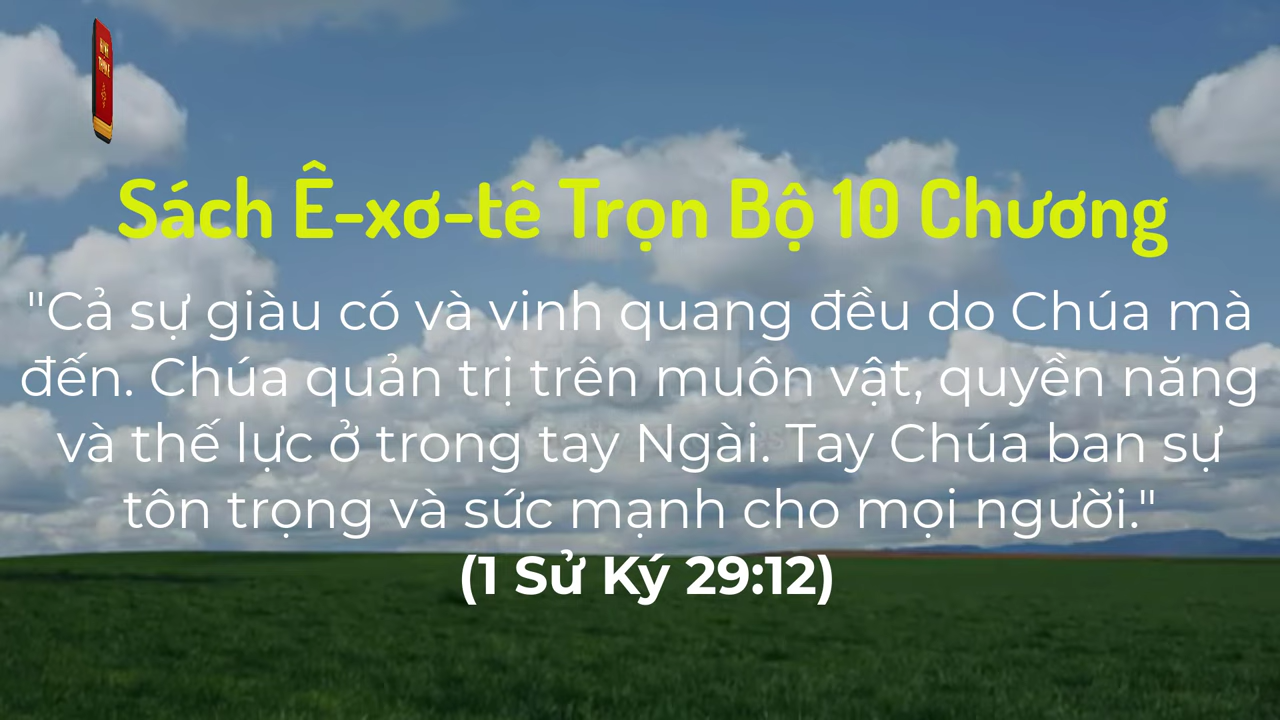 KINH
THÁNH
Sách Ê-xơ-tê Trọn Bộ 10 Chương
"Cả sự giàu có và vinh quang đều do Chúa mà
đến. Chúa quản trị trên muôn vật, quyền năng
và thế lực ở trong tay Ngài. Tay Chúa ban sự
tôn trọng và sức mạnh cho mọi người."
(1 Sử Ký 29:12)